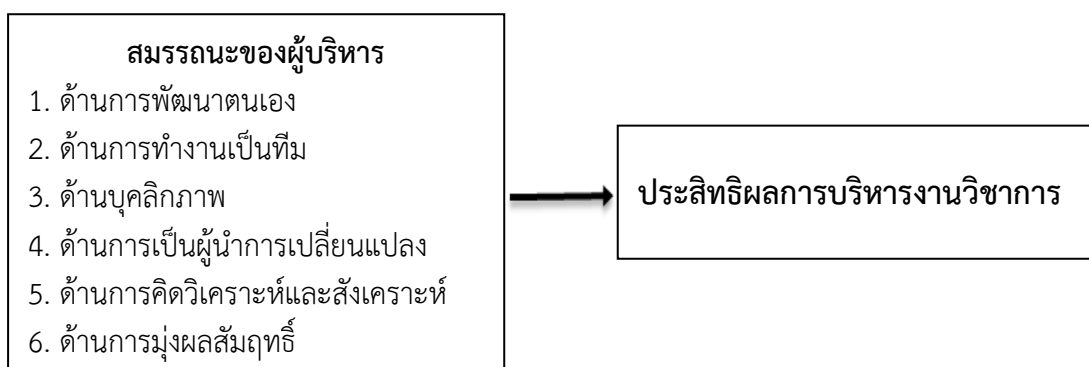 สมรรถนะของผู้บริหาร
1. ด้านการพัฒนาตนเอง
2. ด้านการทำงานเป็นทีม
3. ด้านบุคลิกภาพ
4. ด้านการเป็นผู้นำการเปลี่ยนแปลง
5. ด้านการคิดวิเคราะห์และสังเคราะห์
6. ด้านการมุ่งผลสัมฤทธิ์
ประสิทธิผลการบริหารงานวิชาการ